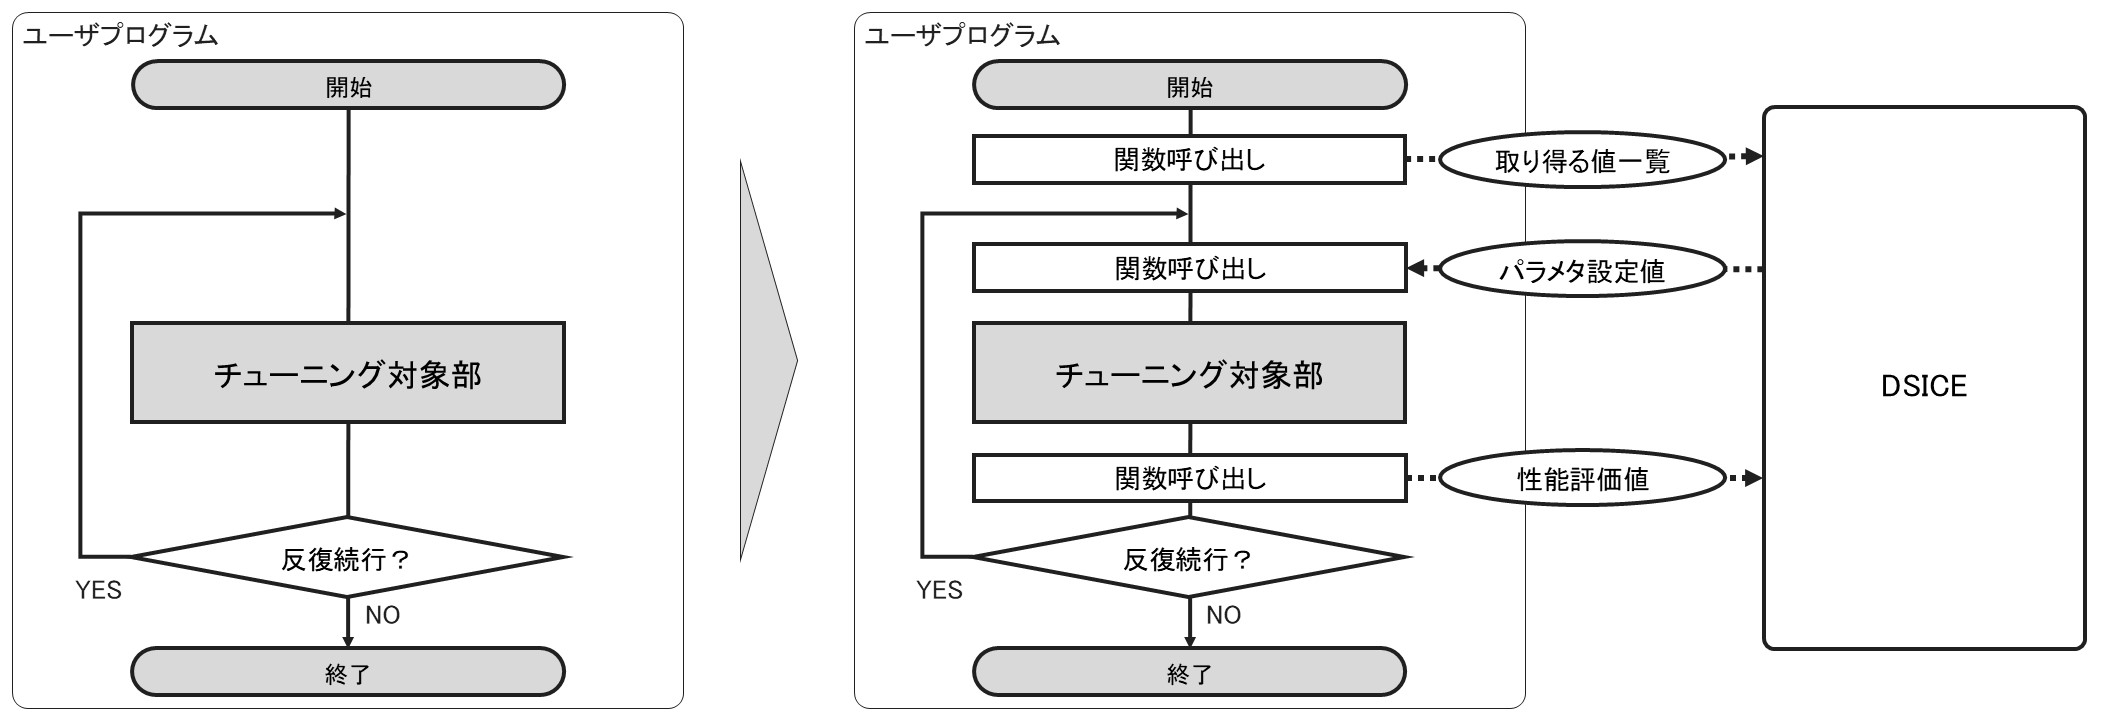 ユーザプログラム
開始
チューニング対象部
反復続行？
YES
NO
終了
ユーザプログラム
開始
関数呼び出し
取り得る値一覧
関数呼び出し
パラメタ設定値
チューニング対象部
DSICE
関数呼び出し
性能評価値
反復続行？
YES
NO
終了